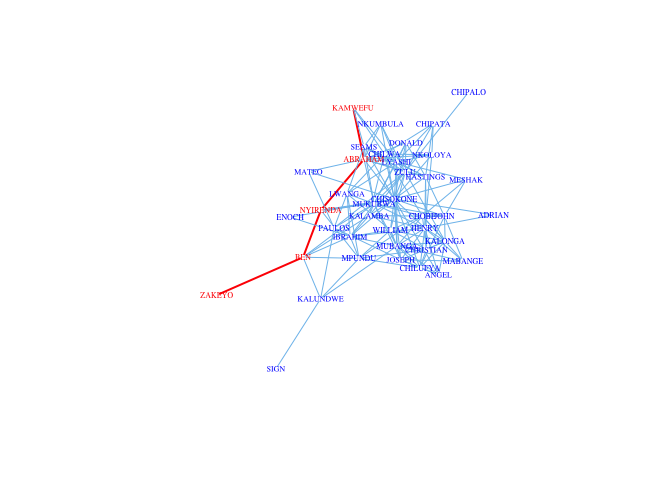 CHIPALO
KAMWEFU
NKUMBULA
CHIPATA
DONALD
SEAMS
CHILWA
NKOLOYA
ABRAHAM
LYASHI
MATEO
ZULU
HASTINGS
MESHAK
LWANGA
CHISOKONE
MUKUBWA
NYIRENDA
ENOCH
KALAMBA
ADRIAN
PAULOS
WILLIAM
HENRY
IBRAHIM
KALONGA
MUBANGA
CHRISTIAN
BEN
MPUNDU
JOSEPH
MABANGE
CHILUFYA
ANGEL
ZAKEYO
KALUNDWE
SIGN